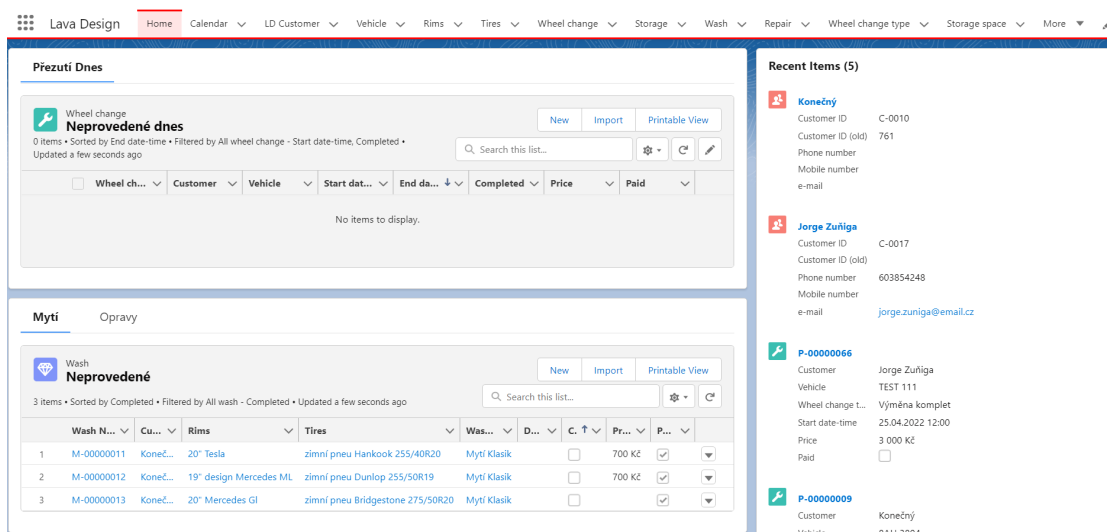 Lava Design Home Calendar LD Customer Vehicle Rims Tires Wheel change Storage Wash Repair Wheel change type Storage space More
Přezutí Dnes
Wheel change
Neprovedené dnes
New Import Printable View
0 items • Sorted by End date-time • Filtered by All wheel change - Start date-time, Completed •
Updated a few seconds ago
Search this list...
Wheel ch... Customer Vehicle Start dat... End da... Completed Price Paid
No items to display.
Mytí Opravy
Wash
Neprovedené
New Import Printable View
3 items • Sorted by Completed • Filtered by All wash - Completed • Updated a few seconds ago
Search this list...
Wash N... Cu... Rims Tires Was... D... C. Pr... P...
1 M-00000011 Koneč... 20" Tesla zimní pneu Hankook 255/40R20 Mytí Klasik 700 Kč
2 M-00000012 Koneč... 19" design Mercedes ML zimní pneu Dunlop 255/50R19 Mytí Klasik 700 Kč
3 M-00000013 Koneč... 20" Mercedes Gl zimní pneu Bridgestone 275/50R20 Mytí Klasik
Recent Items (5)
Konečný
Customer ID C-0010
Customer ID (old) 761
Phone number
Mobile number
e-mail
Jorge Zuñiga
Customer ID C-0017
Customer ID (old)
Phone number 603854248
Mobile number
e-mail jorge.zuniga@email.cz
P-00000066
Customer Jorge Zuñiga
Vehicle TEST 111
Wheel change t... Výměna komplet
Start date-time 25.04.2022 12:00
Price 3 000 Kč
Paid
P-00000009
Customer Konečný